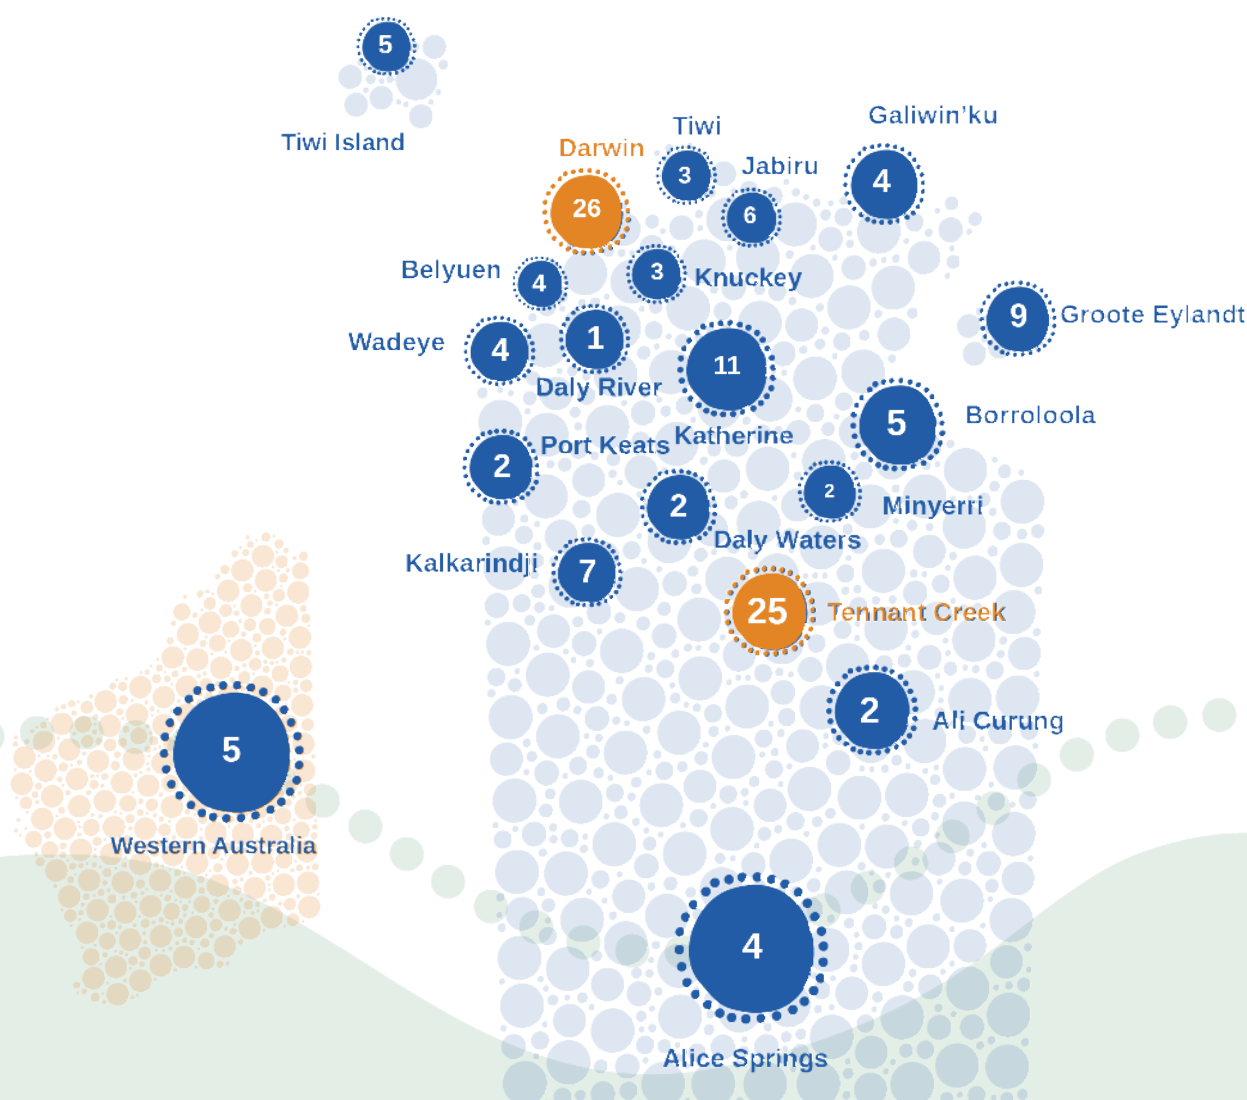 5
Tiwi Island
Galiwin’ku
Tiwi
Darwin
Jabiru
3
4
26
6
Belyuen
4
3
Knuckey
9
Groote Eylandt
Wadeye
4
1
11
Daly River
5
Borroloola
Port Keats
Katherine
2
2
2
Minyerri
Daly Waters
Kalkarindji
7
25
Tennant Creek
2
Ali Curung
5
Western Australia
4
Alice Springs